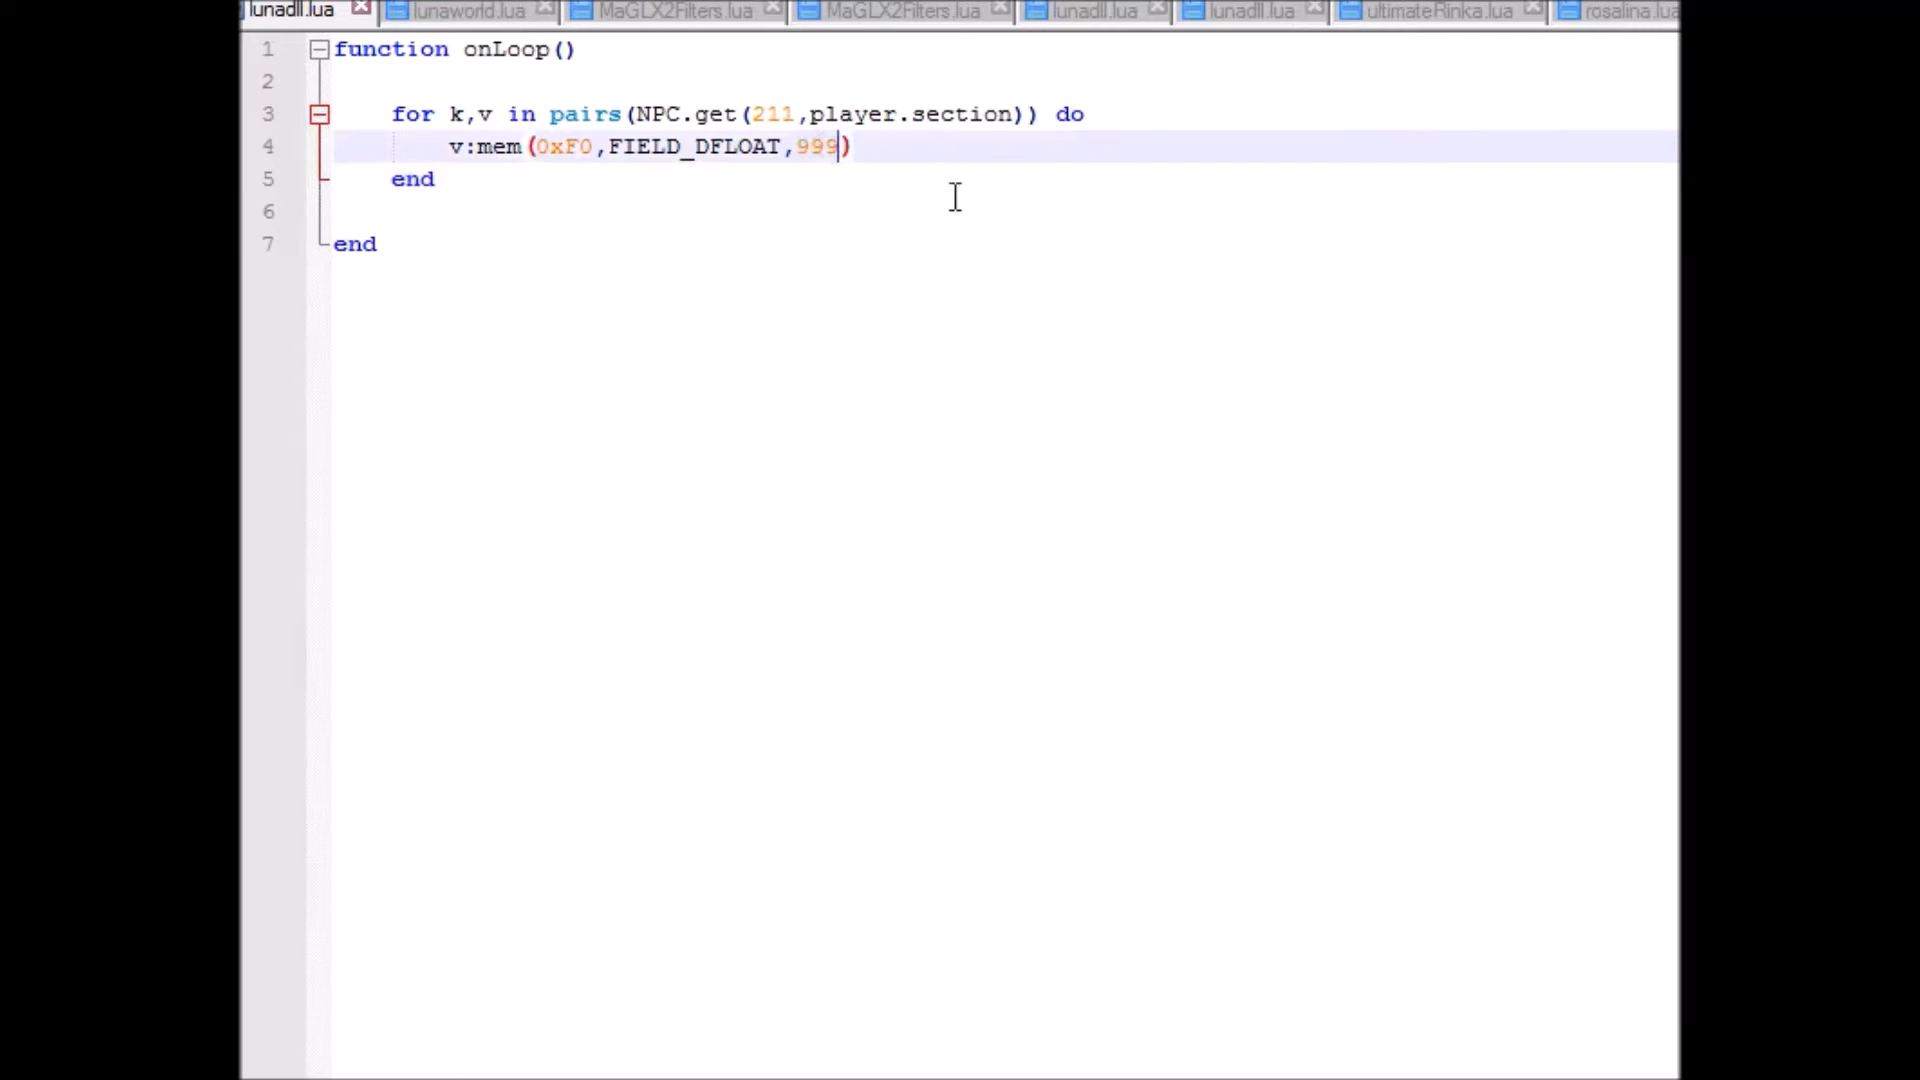 lunadll.lua lunaworld.lua MaGLX2Filters.lua MaGLX2Filters.lua lunadll.lua lunadll.lua ultimateRinka.lua rosalina.lua
1 function onLoop()
2
3 for k,v in pairs(NPC.get(211,player.section)) do
4 v:mem(0xF0,FIELD_DFLOAT,999)
5 end
6
7 end